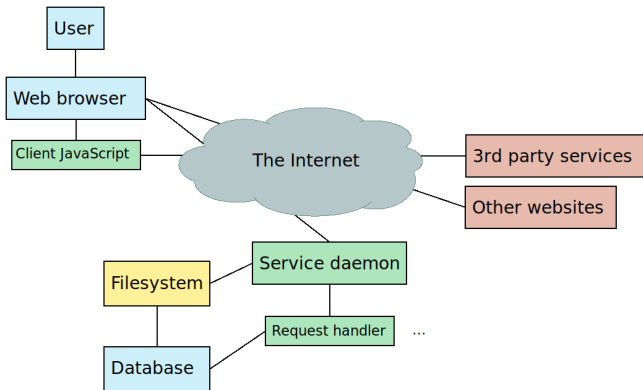 User
Web browser
Client JavaScript
The Internet
3rd party services
Other websites
Service daemon
Filesystem
Request handler
...
Database